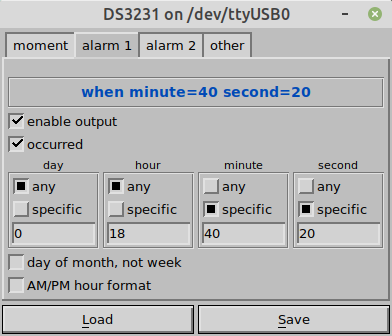 DS3231 on /dev/ttyUSB0
moment alarm 1 alarm 2 other
when minute=40 second=20
enable output
occurred
day hour minute second
any any any any
specific specific specific specific
0 18 40 20
day of month, not week
AM/PM hour format
Load Save